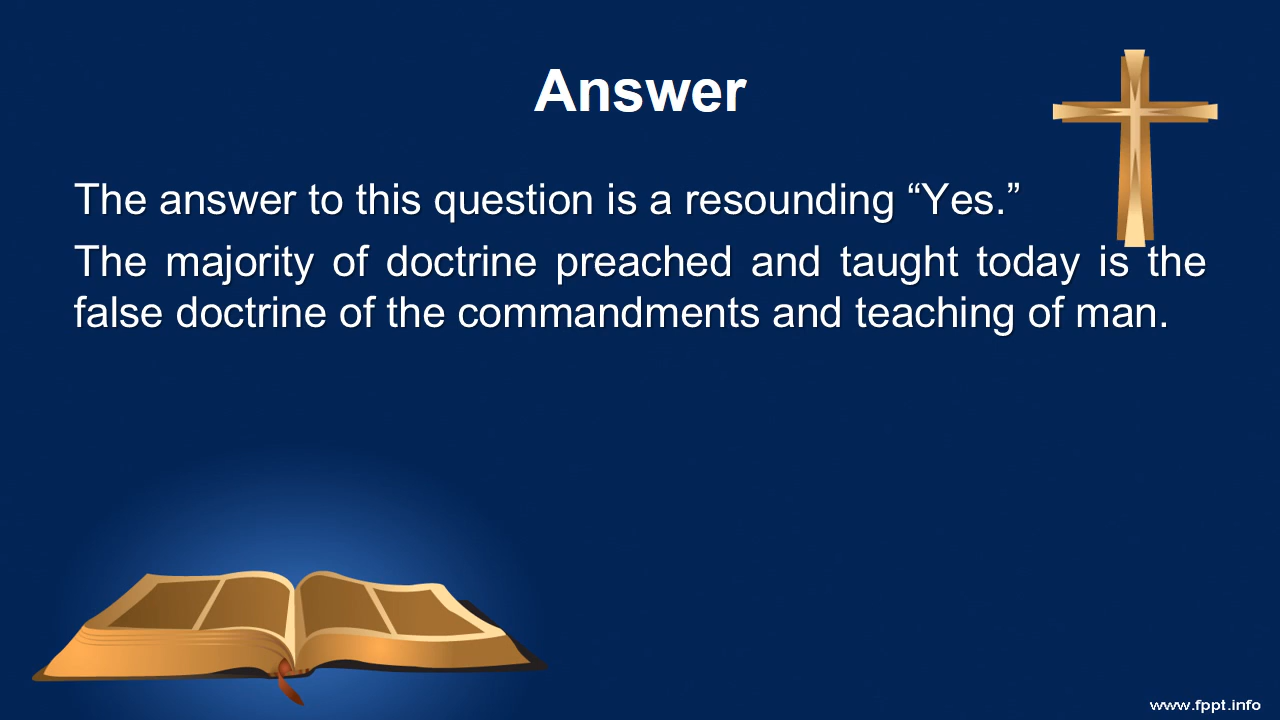 Answer
The answer to this question is a resounding “Yes.”
The majority of doctrine preached and taught today is the
false doctrine of the commandments and teaching of man.
www.fppt.info